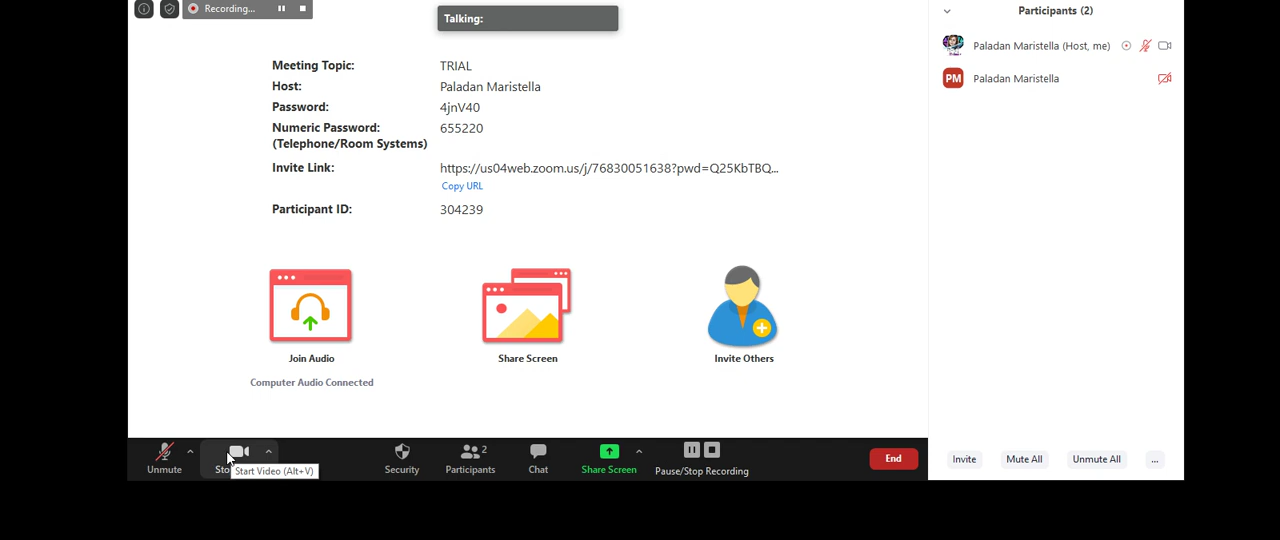 Recording...
Talking:
Participants (2)
Paladan Maristella (Host, me)
PM Paladan Maristella
Meeting Topic: TRIAL
Host: Paladan Maristella
Password: 4jnV40
Numeric Password: 655220
(Telephone/Room Systems)
Invite Link: https://us04web.zoom.us/j/76830051638?pwd=Q25KbTBQ...
Copy URL
Participant ID: 304239
Join Audio
Share Screen
Invite Others
Computer Audio Connected
Unmute
Start Video (Alt+V)
Security
2
Participants
Chat
Share Screen
Pause/Stop Recording
End
Invite
Mute All
Unmute All
...